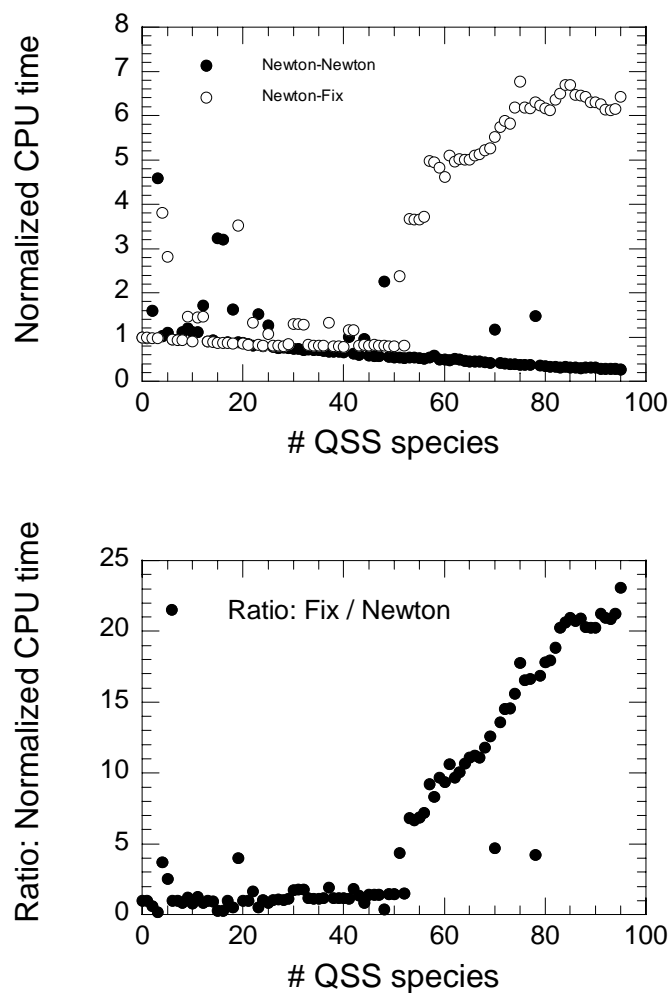 Normalized CPU time
8
7
6
5
4
3
2
1
0
Newton-Newton
Newton-Fix
0 20 40 60 80 100
# QSS species
Ratio: Normalized CPU time
25
20
15
10
5
0
Ratio: Fix / Newton
0 20 40 60 80 100
# QSS species